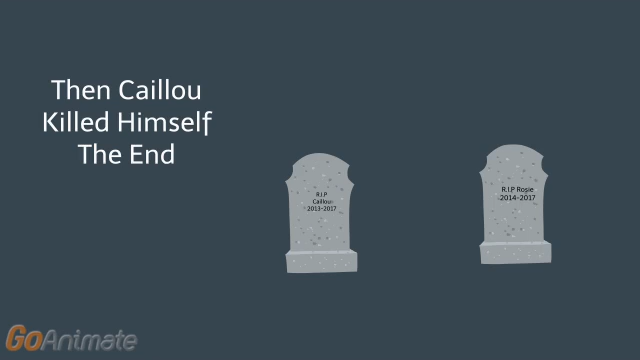 Then Caillou
Killed Himself
The End
R.I.P
Caillou
2013-2017
R.I.P Rosie
2014-2017
GoAnimate